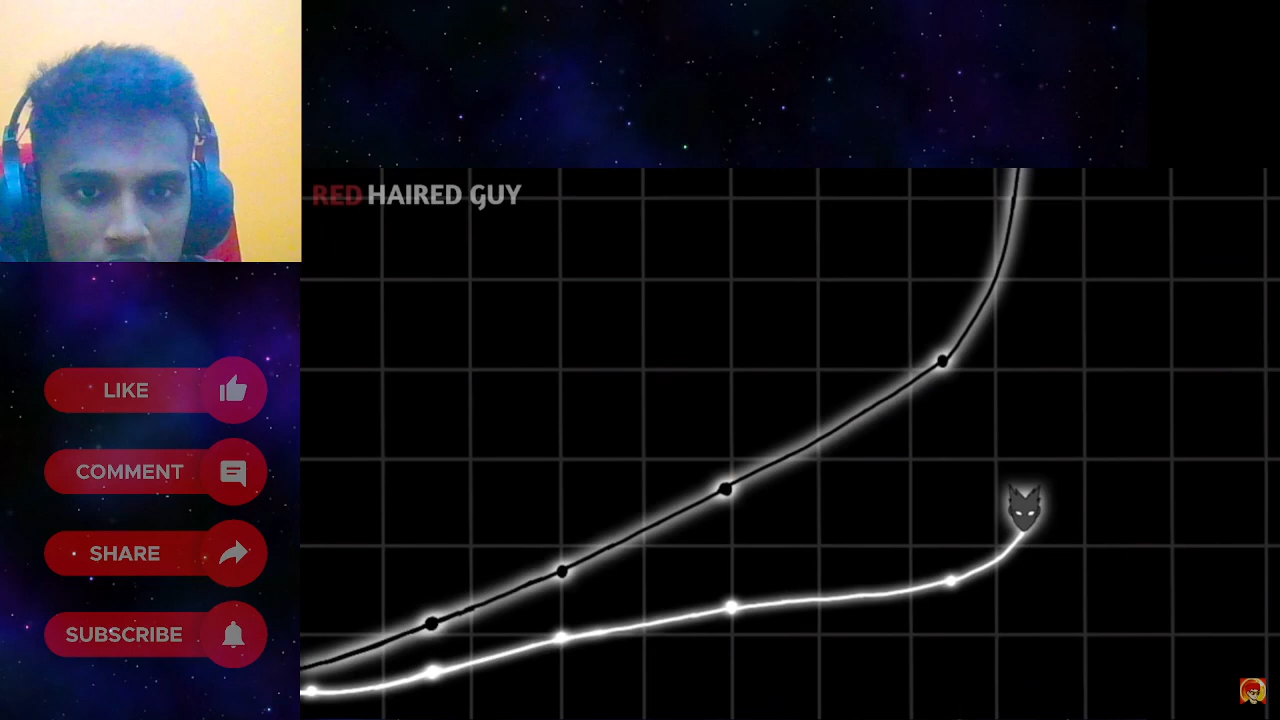 RED HAIRED GUY
LIKE
COMMENT
SHARE
SUBSCRIBE